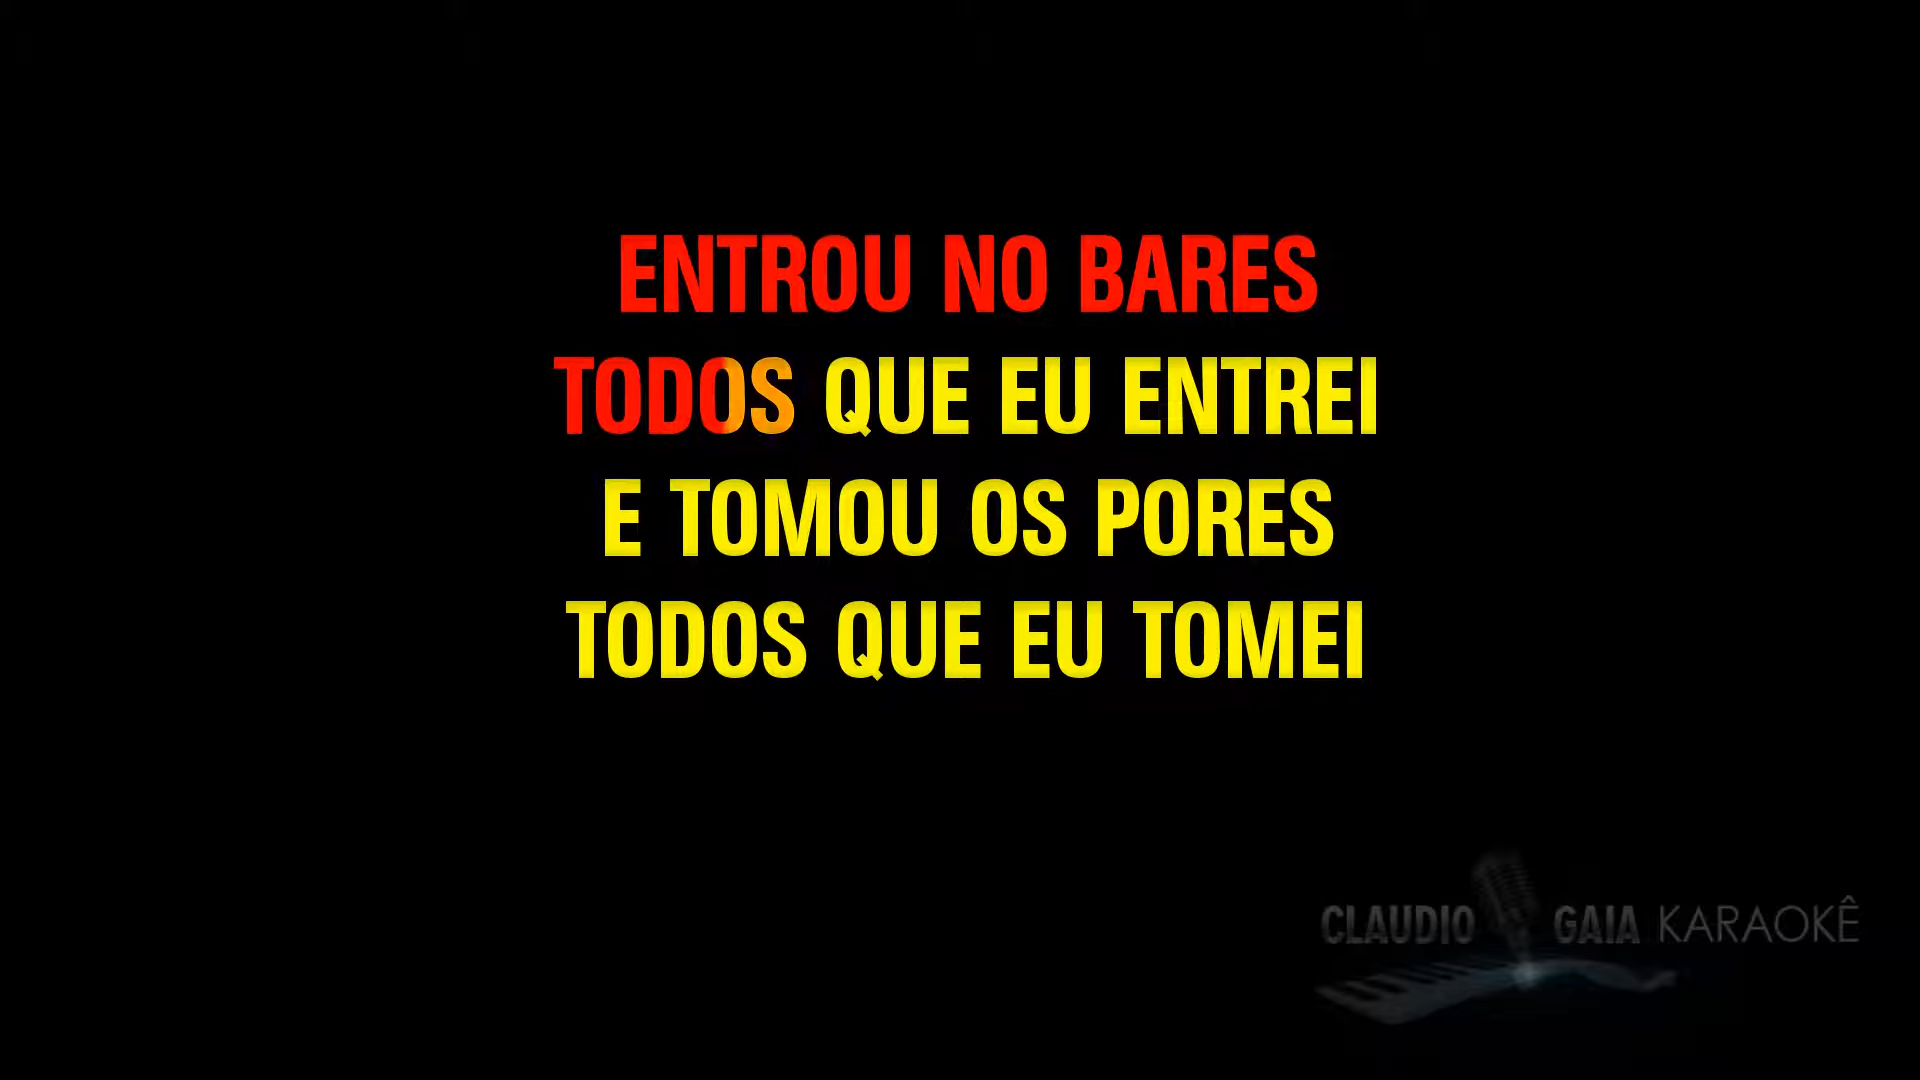 ENTROU NO BARES
TODOS QUE EU ENTREI
E TOMOU OS PORES
TODOS QUE EU TOMEI
CLAUDIO GAIA KARAOKÊ